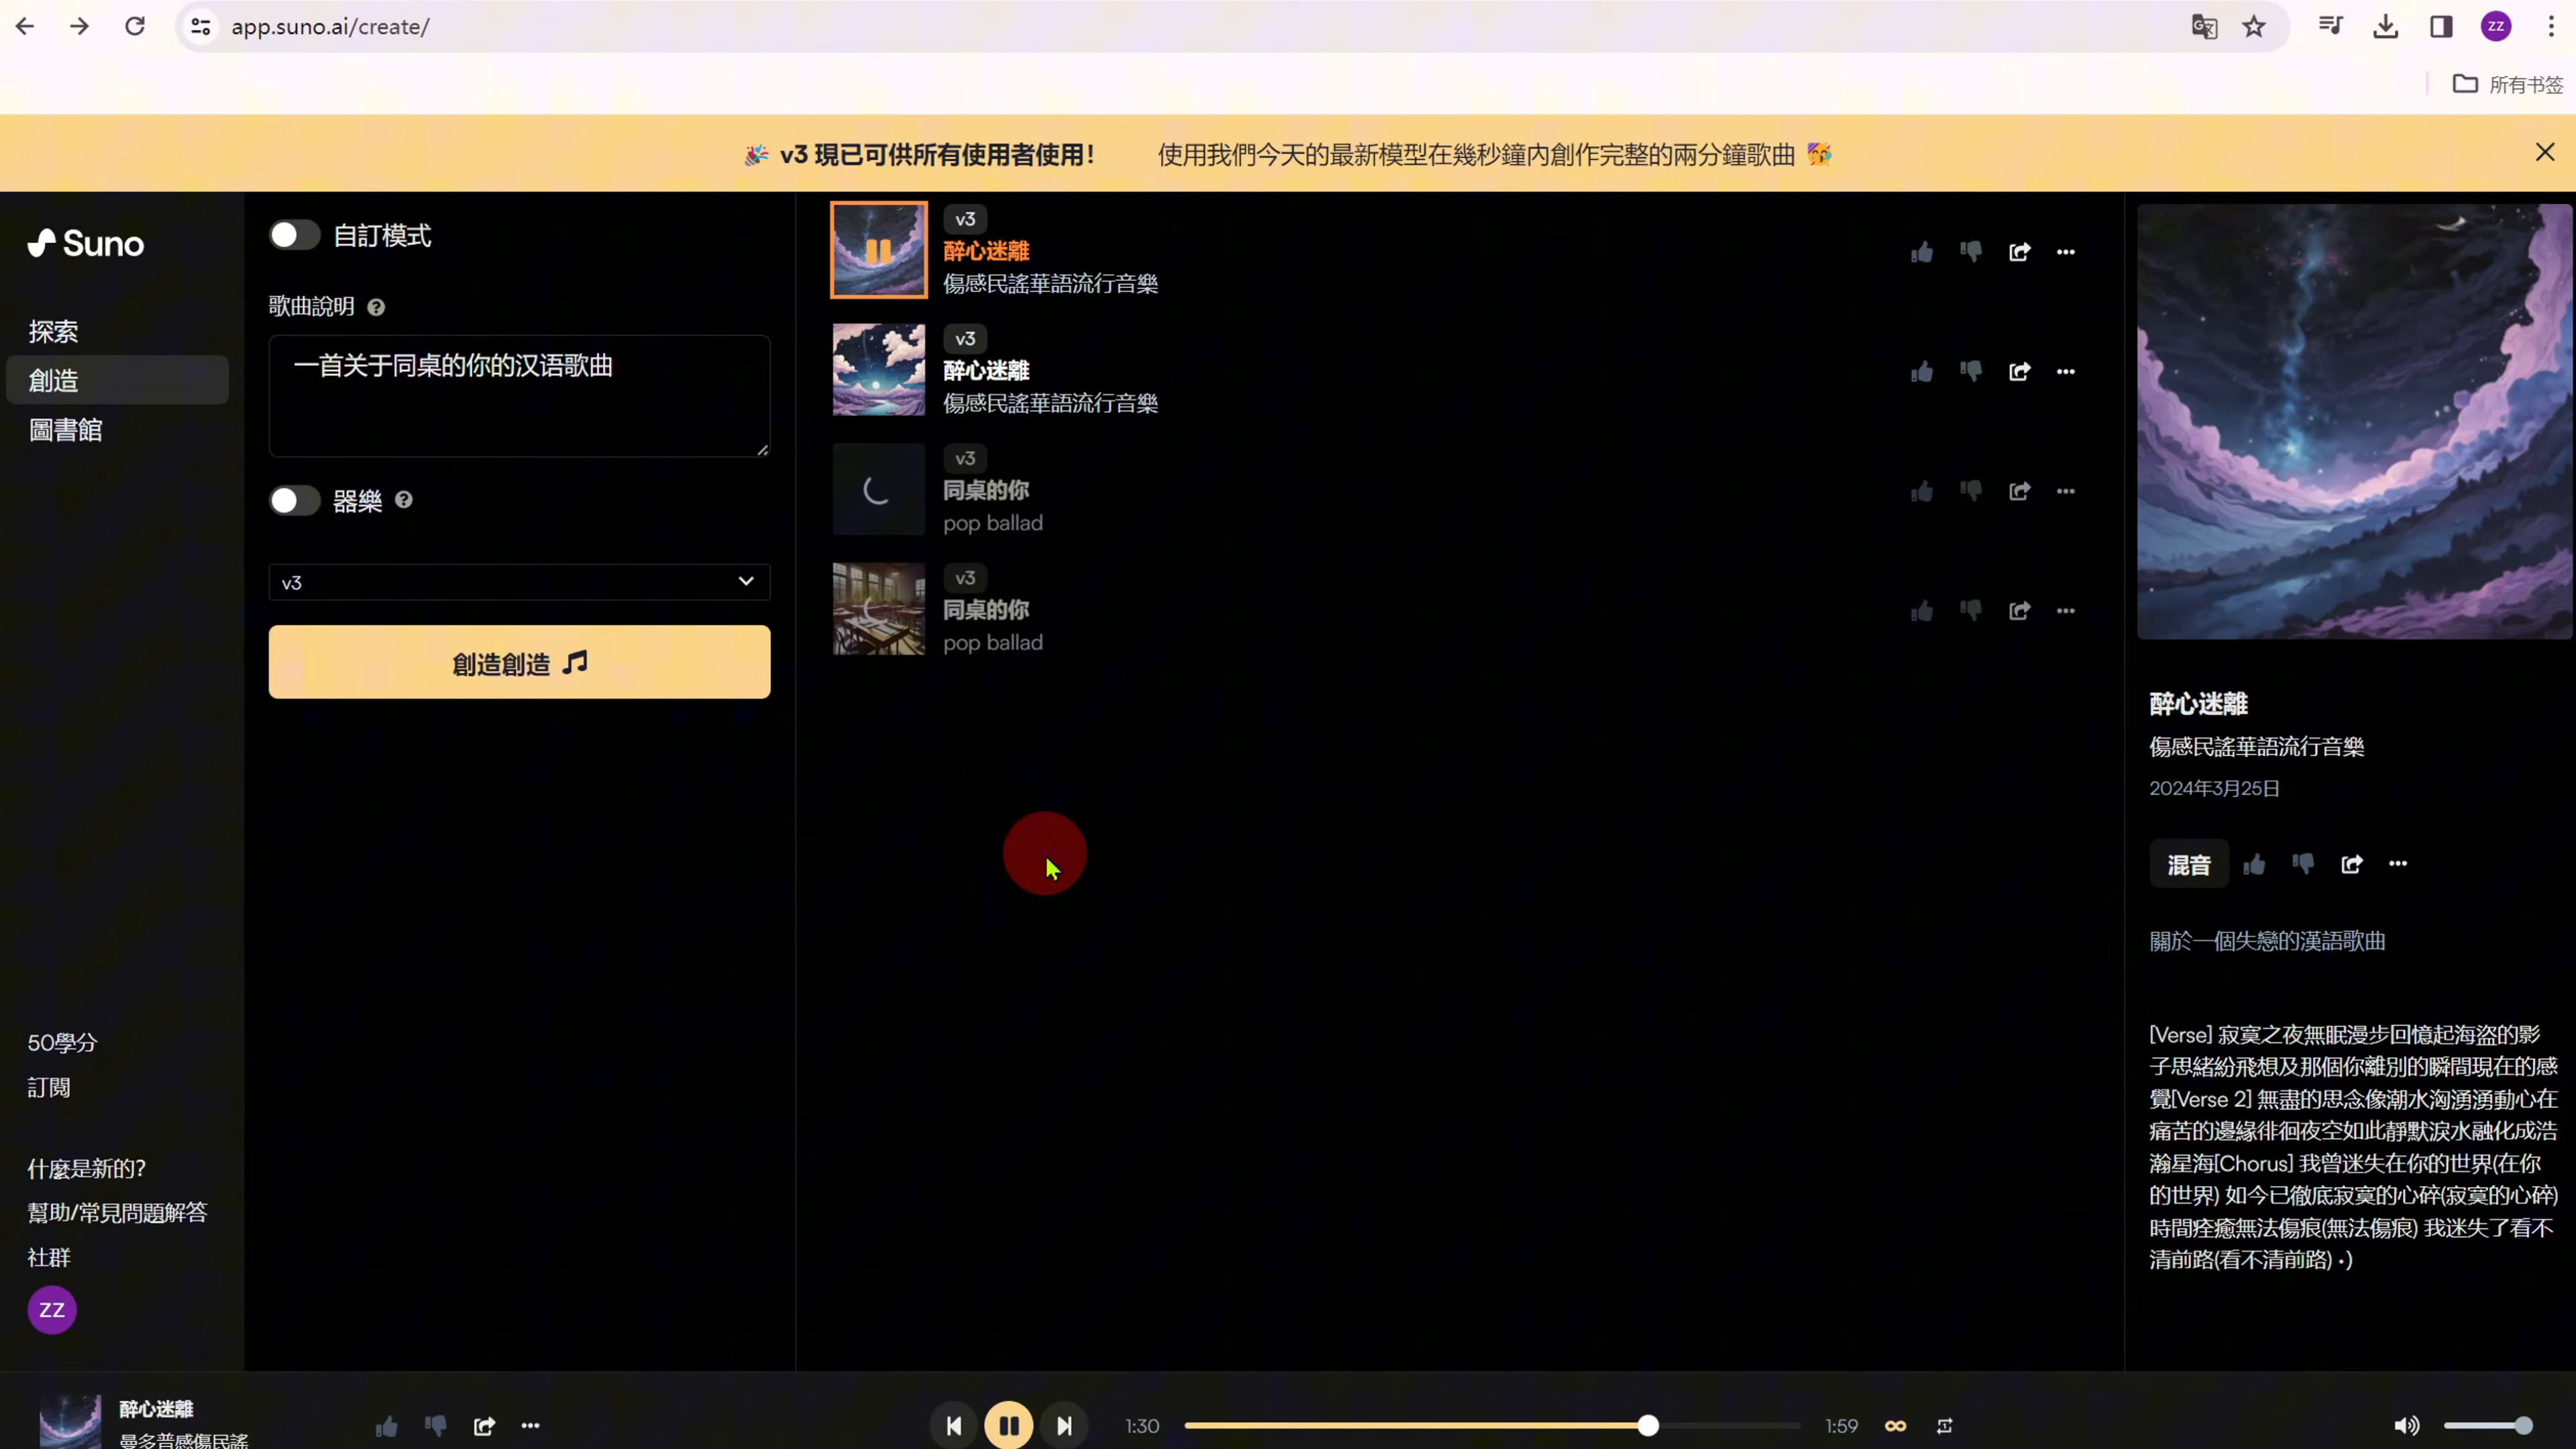 app.suno.ai/create/
ZZ
所有书签
v3 現已可供所有使用者使用！ 使用我們今天的最新模型在幾秒鐘內創作完整的兩分鐘歌曲
Suno
探索
創造
圖書館
50學分
訂閱
什麼是新的?
幫助/常見問題解答
社群
ZZ
自訂模式
歌曲說明
一首关于同桌的你的汉语歌曲
器樂
v3
創造創造
v3
醉心迷離
傷感民謠華語流行音樂
v3
醉心迷離
傷感民謠華語流行音樂
v3
同桌的你
pop ballad
v3
同桌的你
pop ballad
醉心迷離
傷感民謠華語流行音樂
2024年3月25日
混音
關於一個失戀的漢語歌曲
[Verse] 寂寞之夜無眠漫步回憶起海盜的影
子思緒紛飛想及那個你離別的瞬間現在的感
覺[Verse 2] 無盡的思念像潮水洶湧湧動心在
痛苦的邊緣徘徊夜空如此靜默淚水融化成浩
瀚星海[Chorus] 我曾迷失在你的世界(在你
的世界) 如今已徹底寂寞的心碎(寂寞的心碎)
時間痊癒無法傷痕(無法傷痕) 我迷失了看不
清前路(看不清前路) •)
醉心迷離
曼多普感傷民謠
1:30
1:59